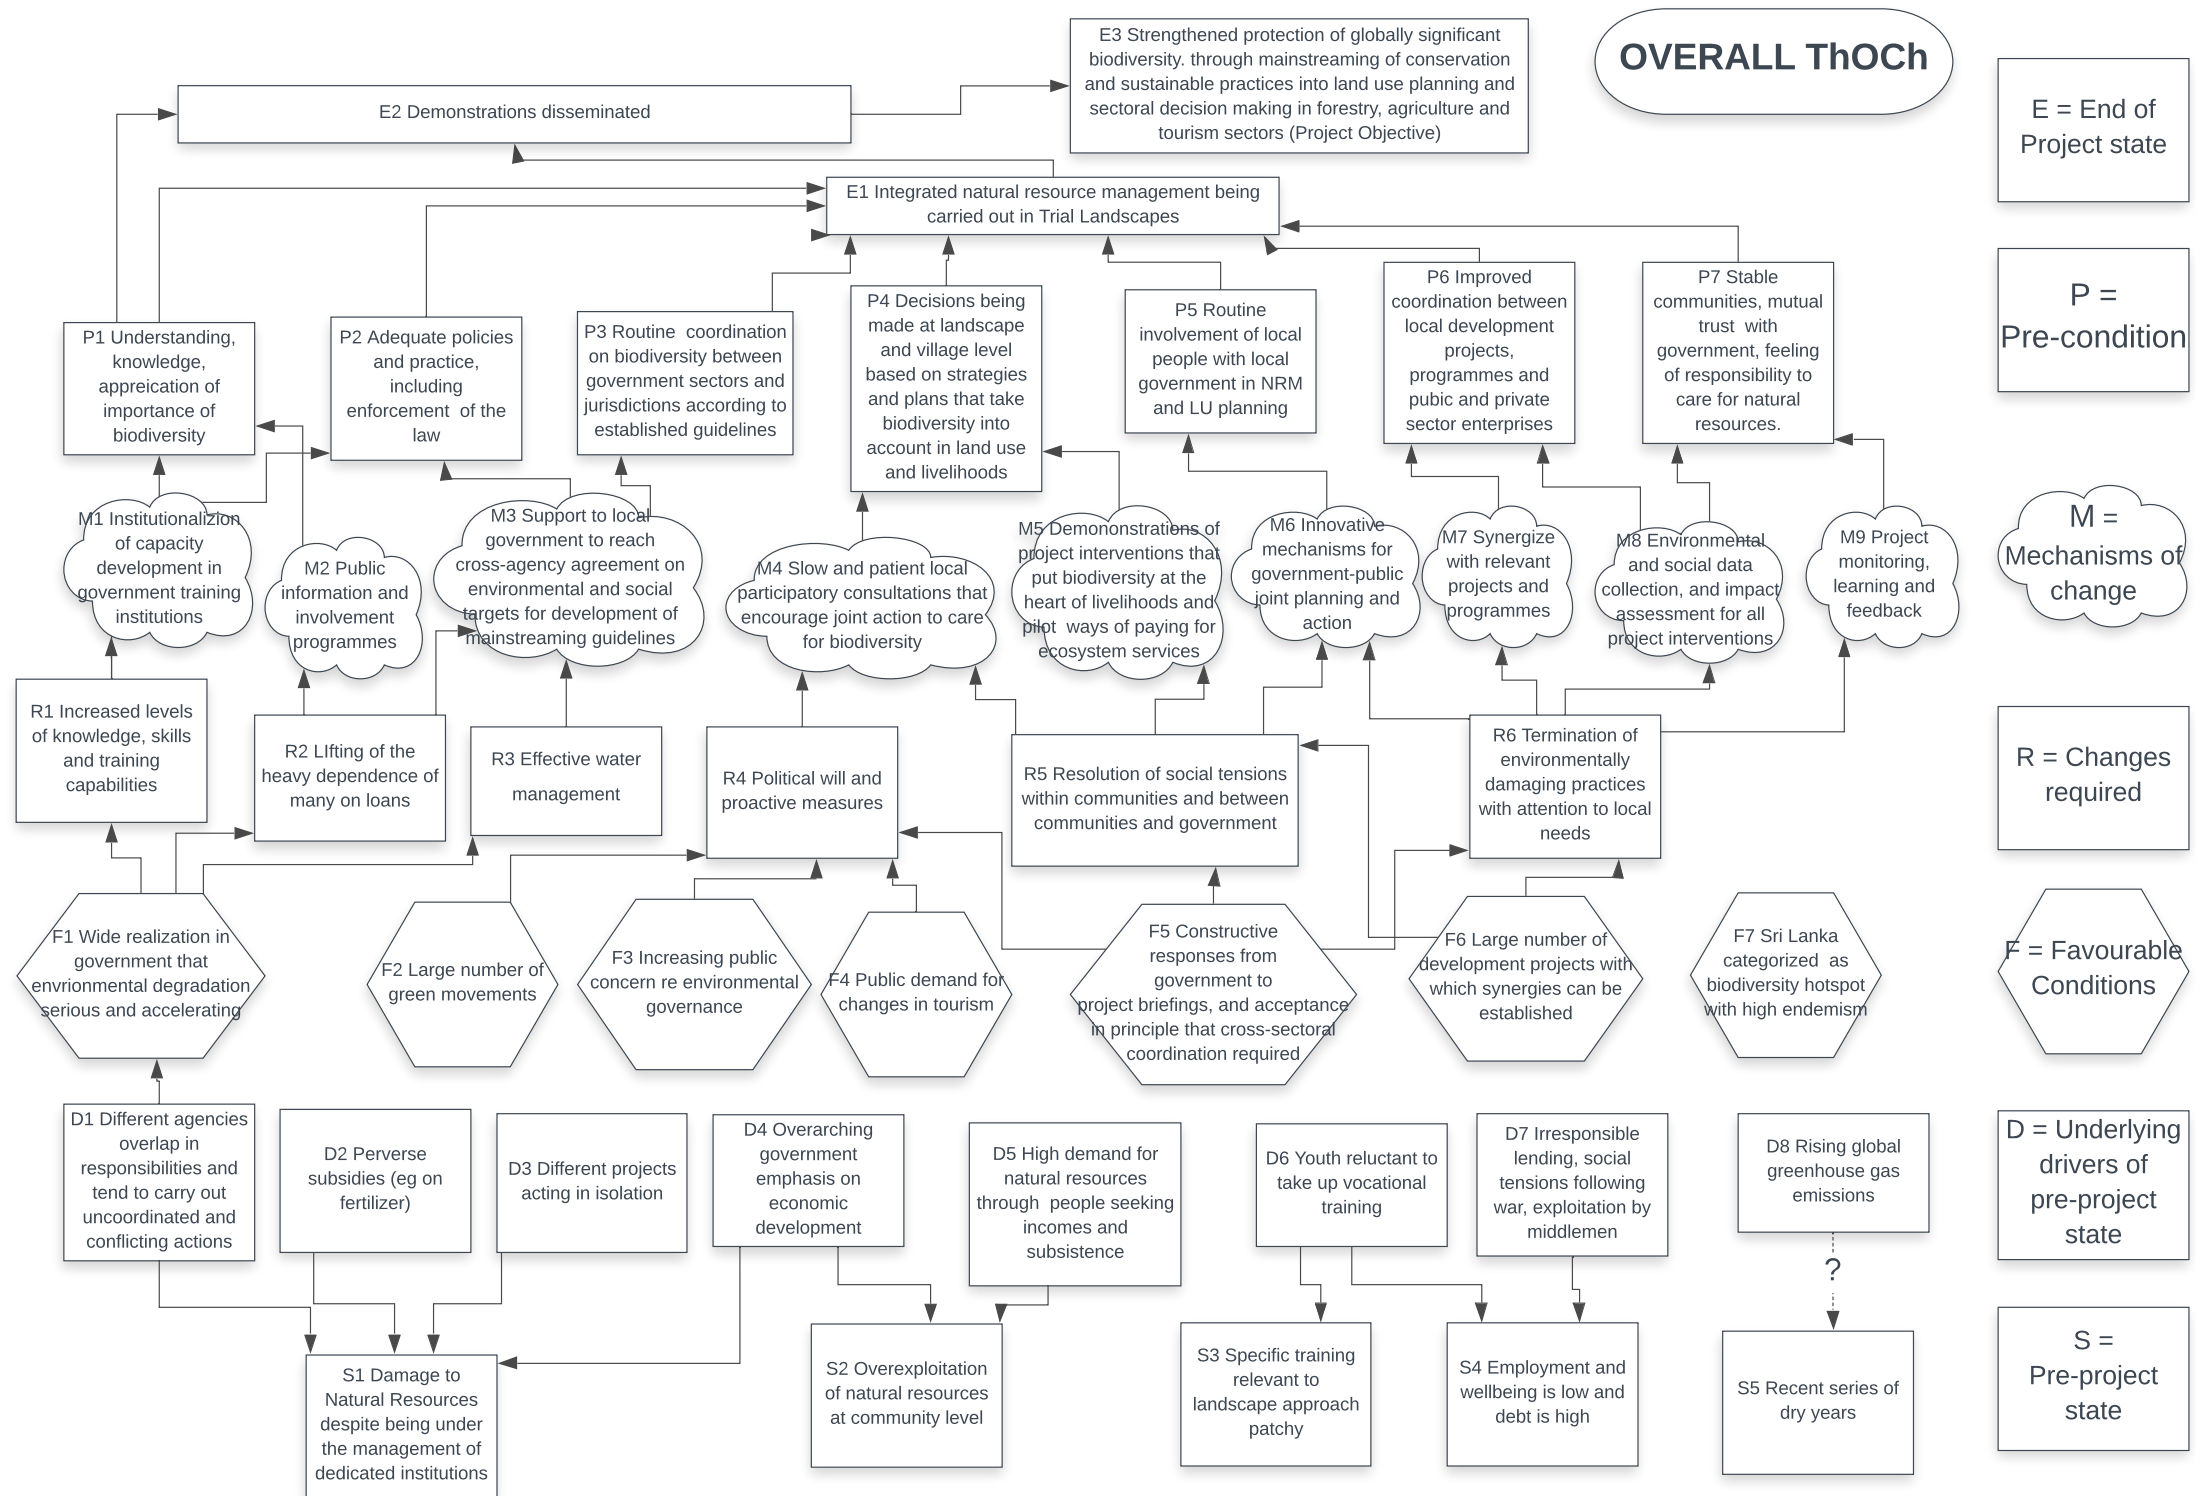 E3 Strengthened protection of globally significant
biodiversity. through mainstreaming of conservation
and sustainable practices into land use planning and
sectoral decision making in forestry, agriculture and
tourism sectors (Project Objective)
OVERALL ThOCh
E = End of
Project state
E2 Demonstrations disseminated
E1 Integrated natural resource management being
carried out in Trial Landscapes
P1 Understanding,
knowledge,
appreication of
importance of
biodiversity
P2 Adequate policies
and practice,
including
enforcement of the
law
P3 Routine coordination
on biodiversity between
government sectors and
jurisdictions according to
established guidelines
P4 Decisions being
made at landscape
and village level
based on strategies
and plans that take
biodiversity into
account in land use
and livelihoods
P5 Routine
involvement of local
people with local
government in NRM
and LU planning
P6 Improved
coordination between
local development
projects,
programmes and
pubic and private
sector enterprises
P7 Stable
communities, mutual
trust with
government, feeling
of responsibility to
care for natural
resources.
P =
Pre-condition
M1 Institutionalizion
of capacity
development in
government training
institutions
M2 Public
information and
involvement
programmes
M3 Support to local
government to reach
cross-agency agreement on
environmental and social
targets for development of
mainstreaming guidelines
M4 Slow and patient local
participatory consultations that
encourage joint action to care
for biodiversity
M5 Demononstrations of
project interventions that
put biodiversity at the
heart of livelihoods and
pilot ways of paying for
ecosystem services
M6 Innovative
mechanisms for
government-public
joint planning and
action
M7 Synergize
with relevant
projects and
programmes
M8 Environmental
and social data
collection, and impact
assessment for all
project interventions
M9 Project
monitoring,
learning and
feedback
M =
Mechanisms of
change
R1 Increased levels
of knowledge, skills
and training
capabilities
R2 LIfting of the
heavy dependence of
many on loans
R3 Effective water
management
R4 Political will and
proactive measures
R5 Resolution of social tensions
within communities and between
communities and government
R6 Termination of
environmentally
damaging practices
with attention to local
needs
R = Changes
required
F1 Wide realization in
government that
envrionmental degradation
serious and accelerating
F2 Large number of
green movements
F3 Increasing public
concern re environmental
governance
F4 Public demand for
changes in tourism
F5 Constructive
responses from
government to
project briefings, and acceptance
in principle that cross-sectoral
coordination required
F6 Large number of
development projects with
which synergies can be
established
F7 Sri Lanka
categorized as
biodiversity hotspot
with high endemism
F = Favourable
Conditions
D1 Different agencies
overlap in
responsibilities and
tend to carry out
uncoordinated and
conflicting actions
D2 Perverse
subsidies (eg on
fertilizer)
D3 Different projects
acting in isolation
D4 Overarching
government
emphasis on
economic
development
D5 High demand for
natural resources
through people seeking
incomes and
subsistence
D6 Youth reluctant to
take up vocational
training
D7 Irresponsible
lending, social
tensions following
war, exploitation by
middlemen
D8 Rising global
greenhouse gas
emissions
?
D = Underlying
drivers of
pre-project
state
S1 Damage to
Natural Resources
despite being under
the management of
dedicated institutions
S2 Overexploitation
of natural resources
at community level
S3 Specific training
relevant to
landscape approach
patchy
S4 Employment and
wellbeing is low and
debt is high
S5 Recent series of
dry years
S =
Pre-project
state